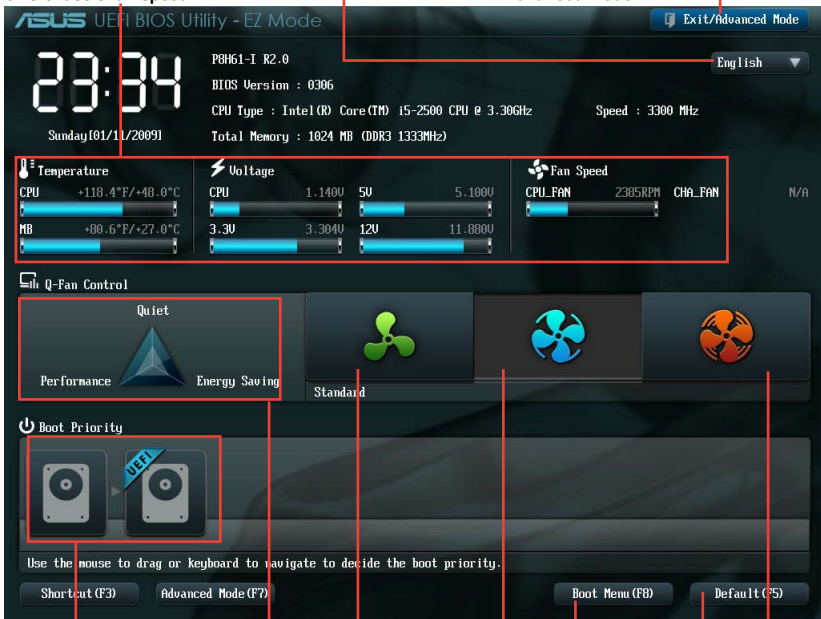 ASUS UEFI BIOS Utility - EZ Mode
Exit/Advanced Mode
23:34
Sunday[01/11/2009]
P8H61-I R2.0
English
BIOS Version : 0306
CPU Type : Intel(R) Core(TM) i5-2500 CPU @ 3.30GHz Speed : 3300 MHz
Total Memory : 1024 MB (DDR3 1333MHz)
Temperature
CPU +118.4°F/+48.0°C
MB +80.6°F/+27.0°C
Voltage
CPU 1.140V 5V 5.100V
3.3V 3.304V 12V 11.880V
Fan Speed
CPU_FAN 2385RPM CHA_FAN N/A
Q-Fan Control
Quiet
Performance
Energy Saving
Standard
Boot Priority
UEFI
Use the mouse to drag or keyboard to navigate to decide the boot priority.
Shortcut(F3)
Advanced Mode(F7)
Boot Menu(F8)
Default(F5)